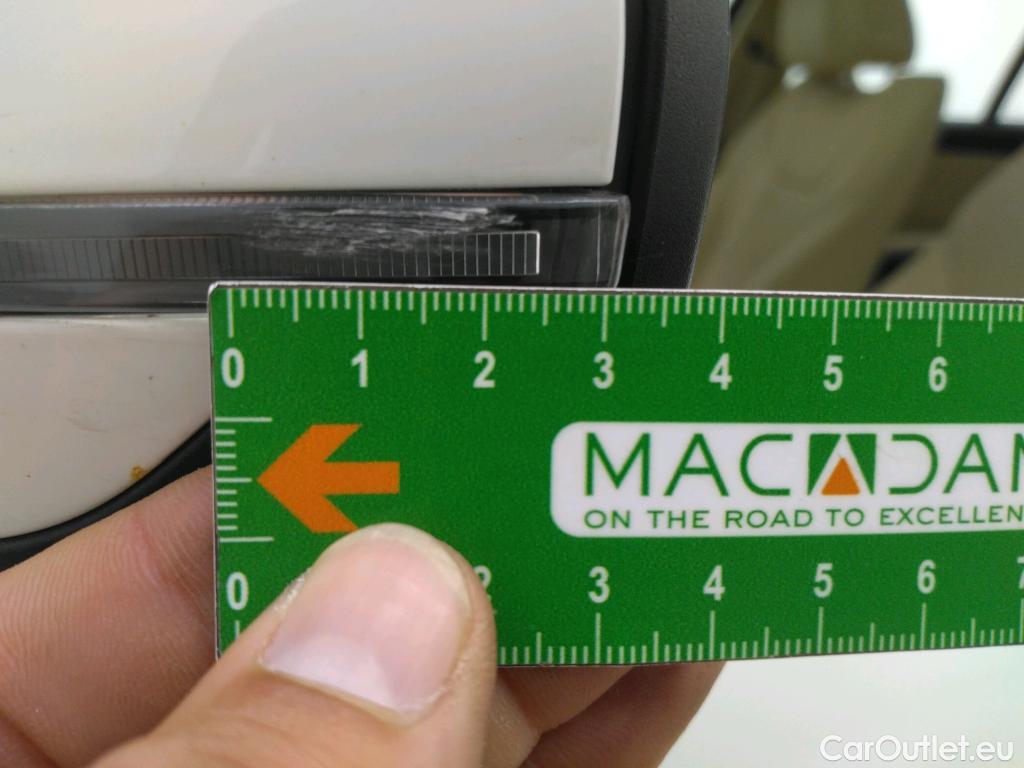 0 1 2 3 4 5 6
MACADAM
ON THE ROAD TO EXCELLEN
0 2 3 4 5 6 7
CarOutlet.eu